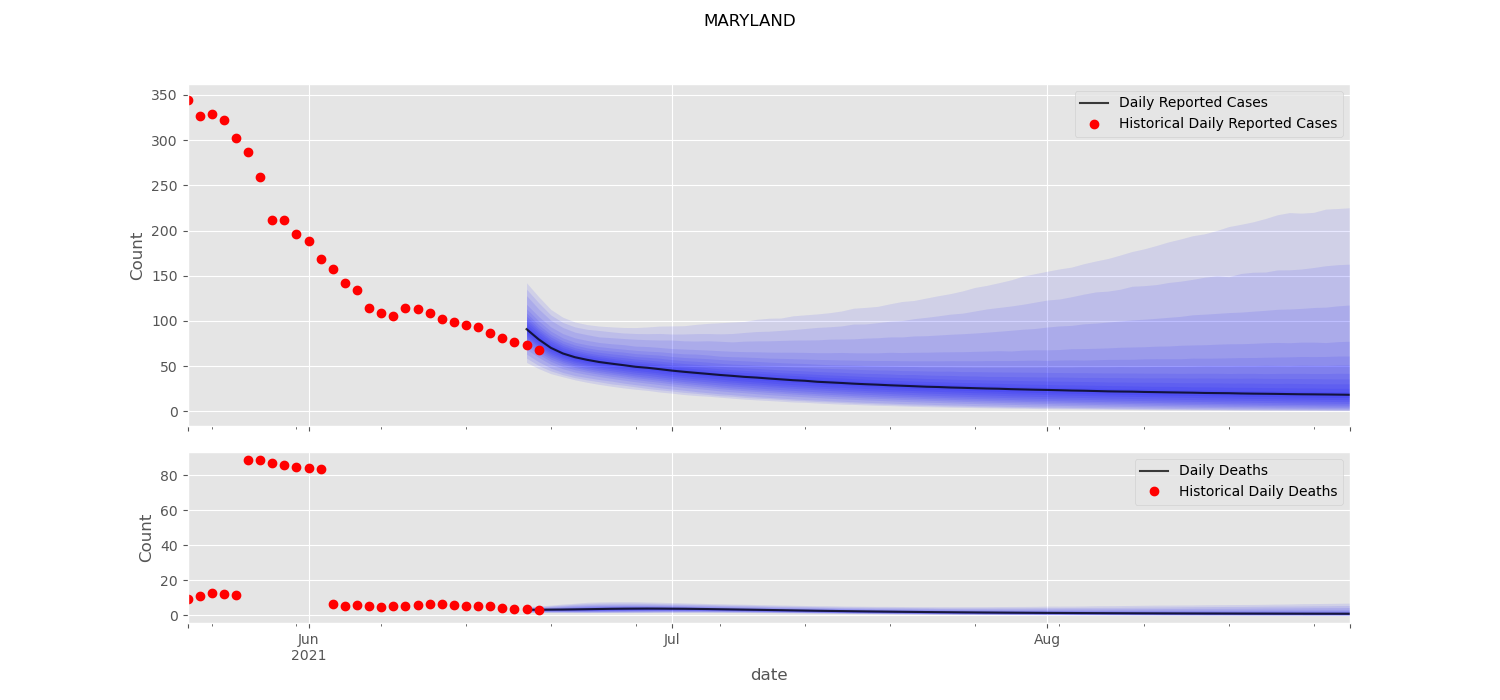 MARYLAND
350
300
250
200
150
100
50
0
Count
Daily Reported Cases
Historical Daily Reported Cases
80
60
40
20
0
Count
Daily Deaths
Historical Daily Deaths
Jun
2021
Jul
Aug
date